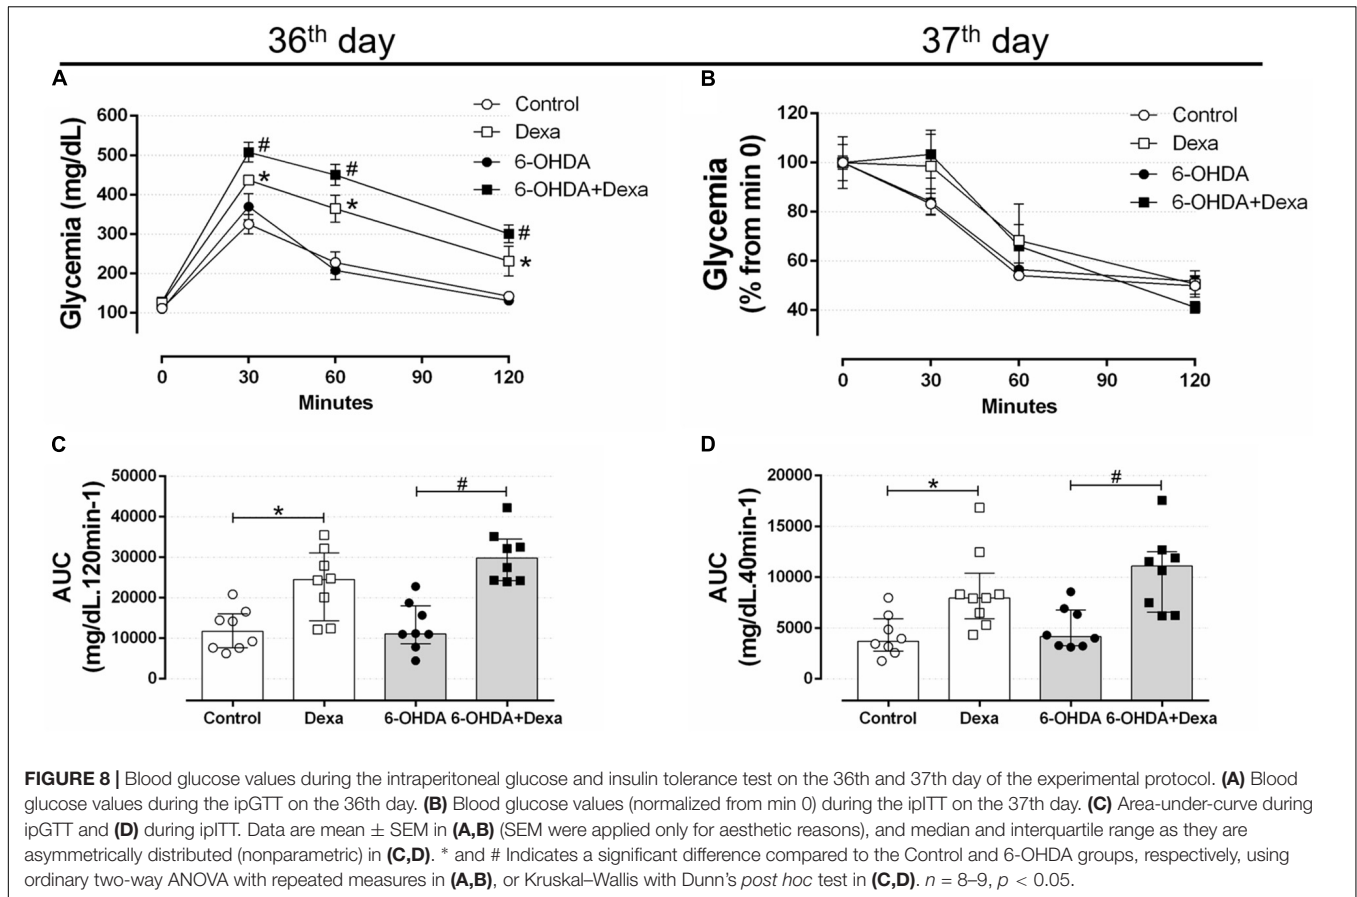 36th day
37th day
A
Glycemia (mg/dL)
600
500
400
300
200
100
0
30
60
90
120
Minutes
Control
Dexa
6-OHDA
6-OHDA+Dexa
#
*
#
*
#
*
B
Glycemia
(% from min 0)
120
100
80
60
40
0
30
60
90
120
Minutes
Control
Dexa
6-OHDA
6-OHDA+Dexa
C
AUC
(mg/dL.120min-1)
50000
40000
30000
20000
10000
0
*
#
Control
Dexa
6-OHDA
6-OHDA+Dexa
D
AUC
(mg/dL.40min-1)
20000
15000
10000
5000
0
*
#
Control
Dexa
6-OHDA
6-OHDA+Dexa
FIGURE 8 | Blood glucose values during the intraperitoneal glucose and insulin tolerance test on the 36th and 37th day of the experimental protocol. (A) Blood
glucose values during the ipGTT on the 36th day. (B) Blood glucose values (normalized from min 0) during the ipITT on the 37th day. (C) Area-under-curve during
ipGTT and (D) during ipITT. Data are mean ± SEM in (A,B) (SEM were applied only for aesthetic reasons), and median and interquartile range as they are
asymmetrically distributed (nonparametric) in (C,D). * and # Indicates a significant difference compared to the Control and 6-OHDA groups, respectively, using
ordinary two-way ANOVA with repeated measures in (A,B), or Kruskal–Wallis with Dunn's post hoc test in (C,D). n = 8–9, p < 0.05.